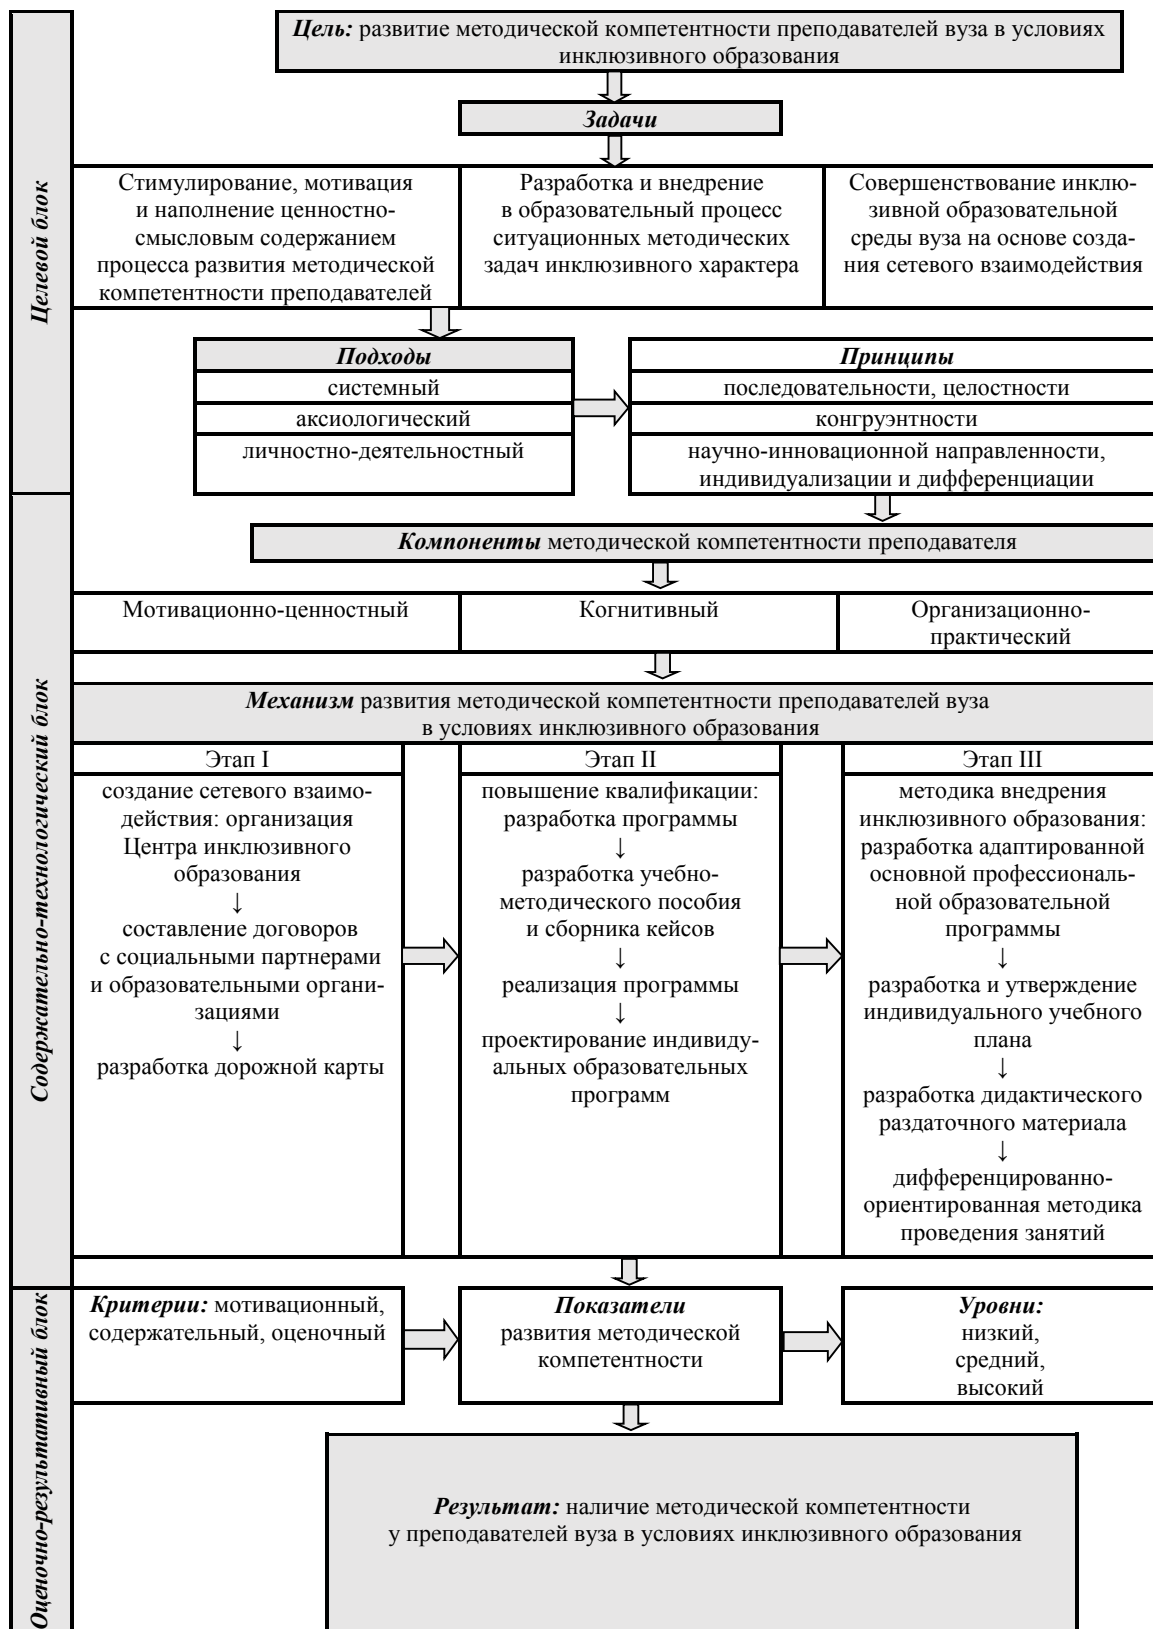 Целевой блок
Цель: развитие методической компетентности преподавателей вуза в условиях
инклюзивного образования
Задачи
Стимулирование, мотивация
и наполнение ценностно-
смысловым содержанием
процесса развития методической
компетентности преподавателей
Разработка и внедрение
в образовательный процесс
ситуационных методических
задач инклюзивного характера
Совершенствование инклю-
зивной образовательной
среды вуза на основе созда-
ния сетевого взаимодействия
Подходы
системный
аксиологический
личностно-деятельностный
Принципы
последовательности, целостности
конгруэнтности
научно-инновационной направленности,
индивидуализации и дифференциации
Содержательно-технологический блок
Компоненты методической компетентности преподавателя
Мотивационно-ценностный
Когнитивный
Организационно-
практический
Механизм развития методической компетентности преподавателей вуза
в условиях инклюзивного образования
Этап I
создание сетевого взаимо-
действия: организация
Центра инклюзивного
образования
↓
составление договоров
с социальными партнерами
и образовательными органи-
зациями
↓
разработка дорожной карты
Этап II
повышение квалификации:
разработка программы
↓
разработка учебно-
методического пособия
и сборника кейсов
↓
реализация программы
↓
проектирование индивиду-
альных образовательных
программ
Этап III
методика внедрения
инклюзивного образования:
разработка адаптированной
основной профессиональ-
ной образовательной
программы
↓
разработка и утверждение
индивидуального учебного
плана
↓
разработка дидактического
раздаточного материала
↓
дифференцированно-
ориентированная методика
проведения занятий
Оценочно-результативный блок
Критерии: мотивационный,
содержательный, оценочный
Показатели
развития методической
компетентности
Уровни:
низкий,
средний,
высокий
Результат: наличие методической компетентности
у преподавателей вуза в условиях инклюзивного образования